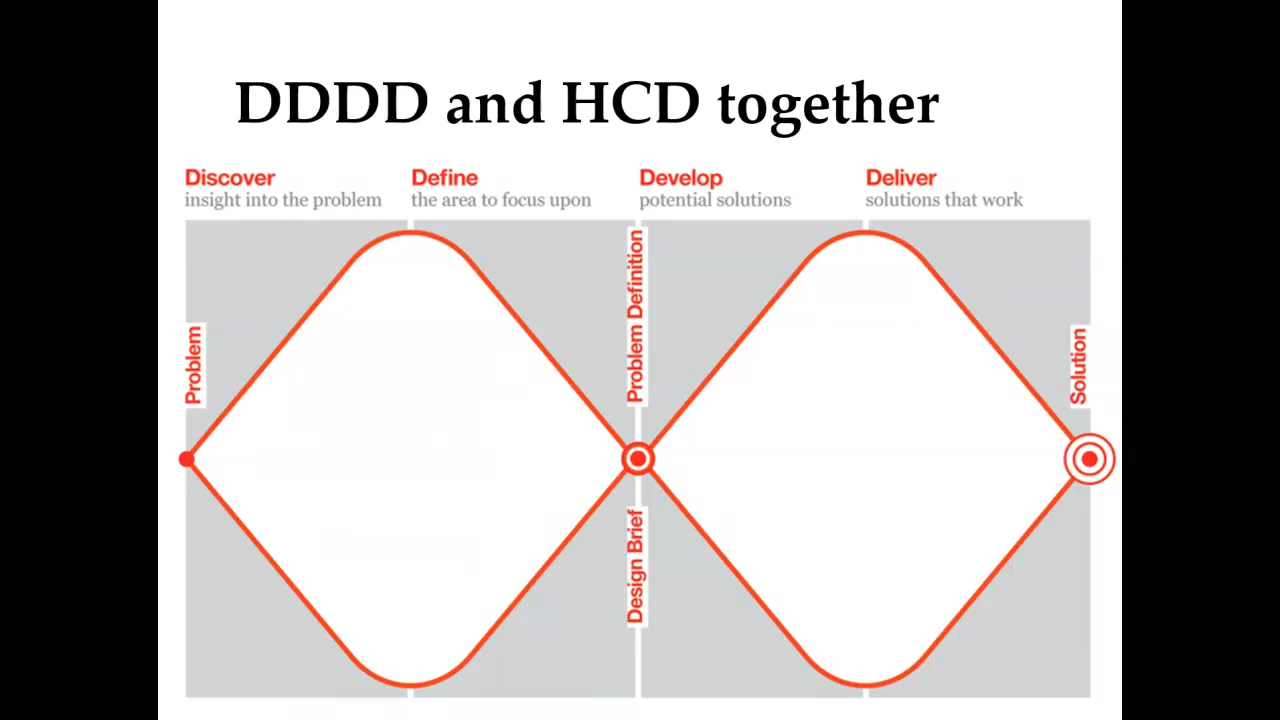 DDDD and HCD together
Discover
insight into the problem
Define
the area to focus upon
Develop
potential solutions
Deliver
solutions that work
Problem
Problem Definition
Design Brief
Solution